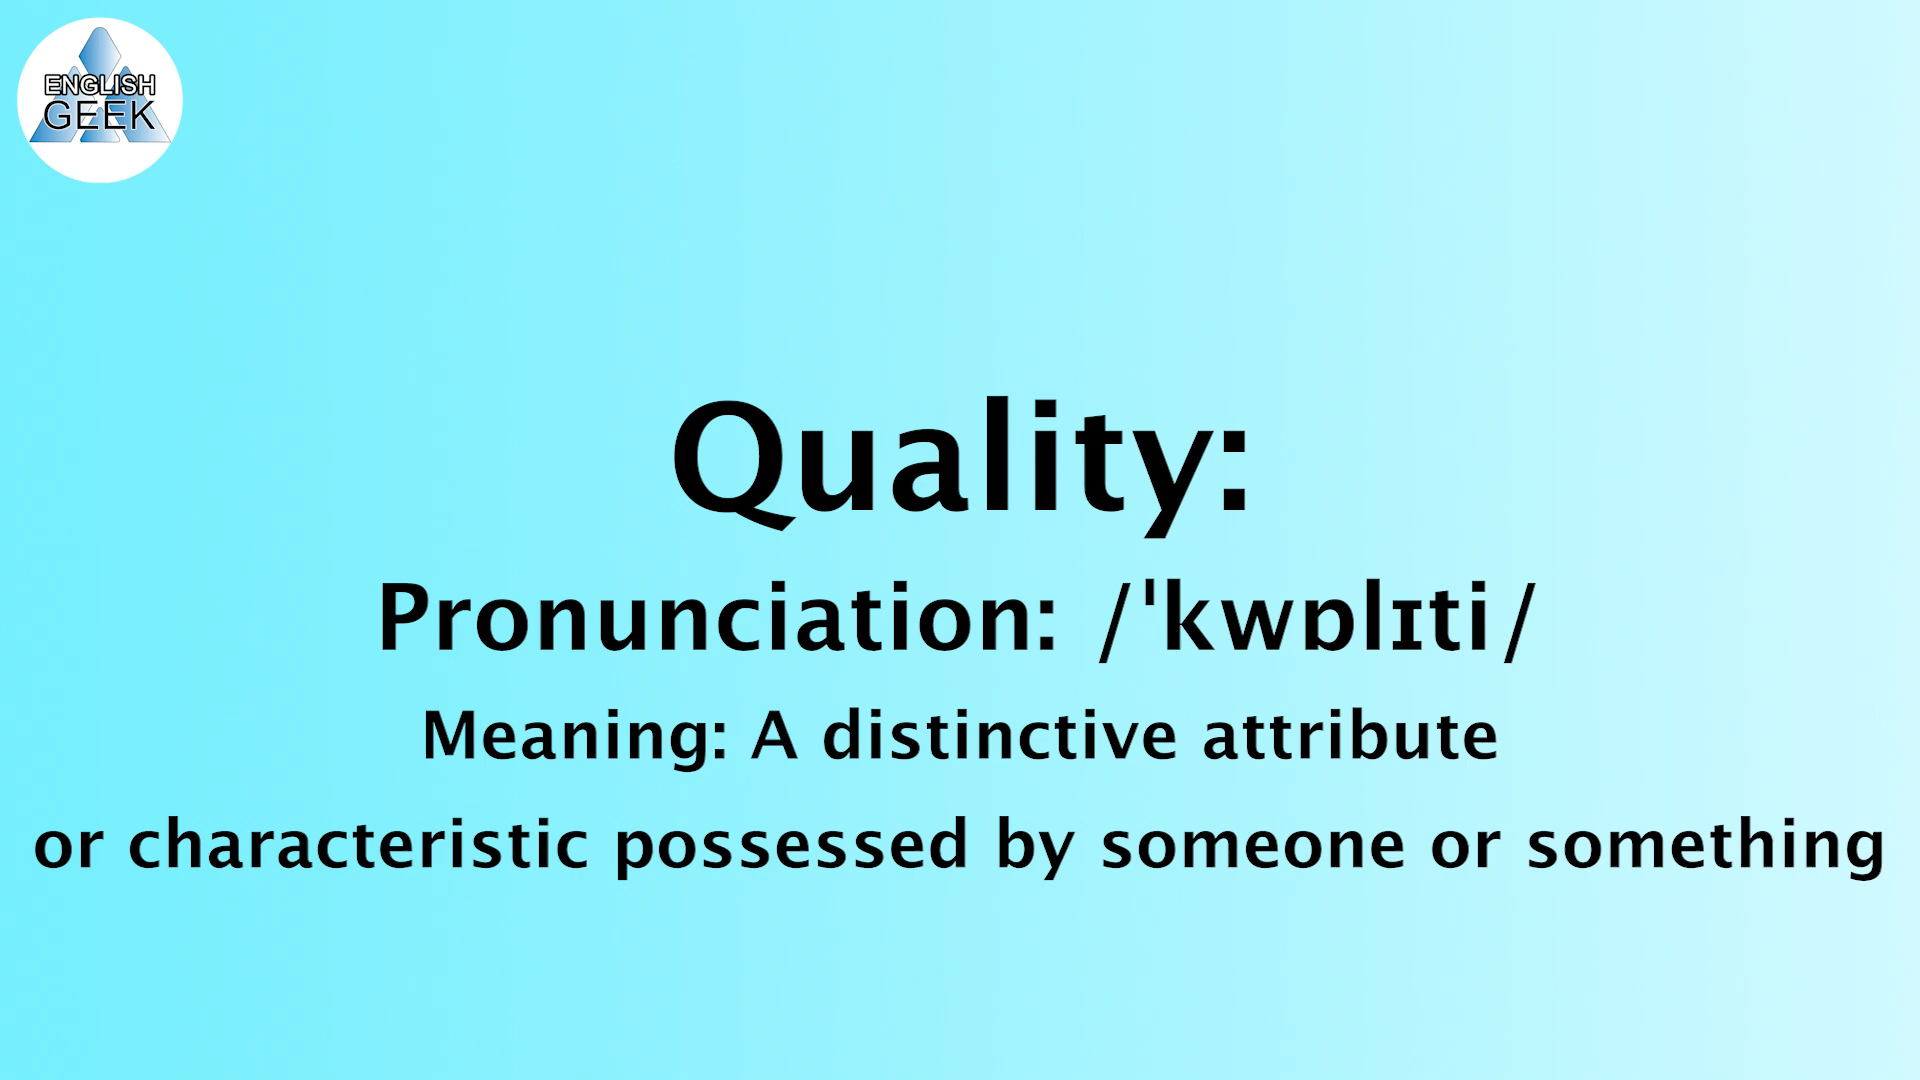 ENGLISH
GEEK
Quality:
Pronunciation: /ˈkwɒlɪti/
Meaning: A distinctive attribute
or characteristic possessed by someone or something